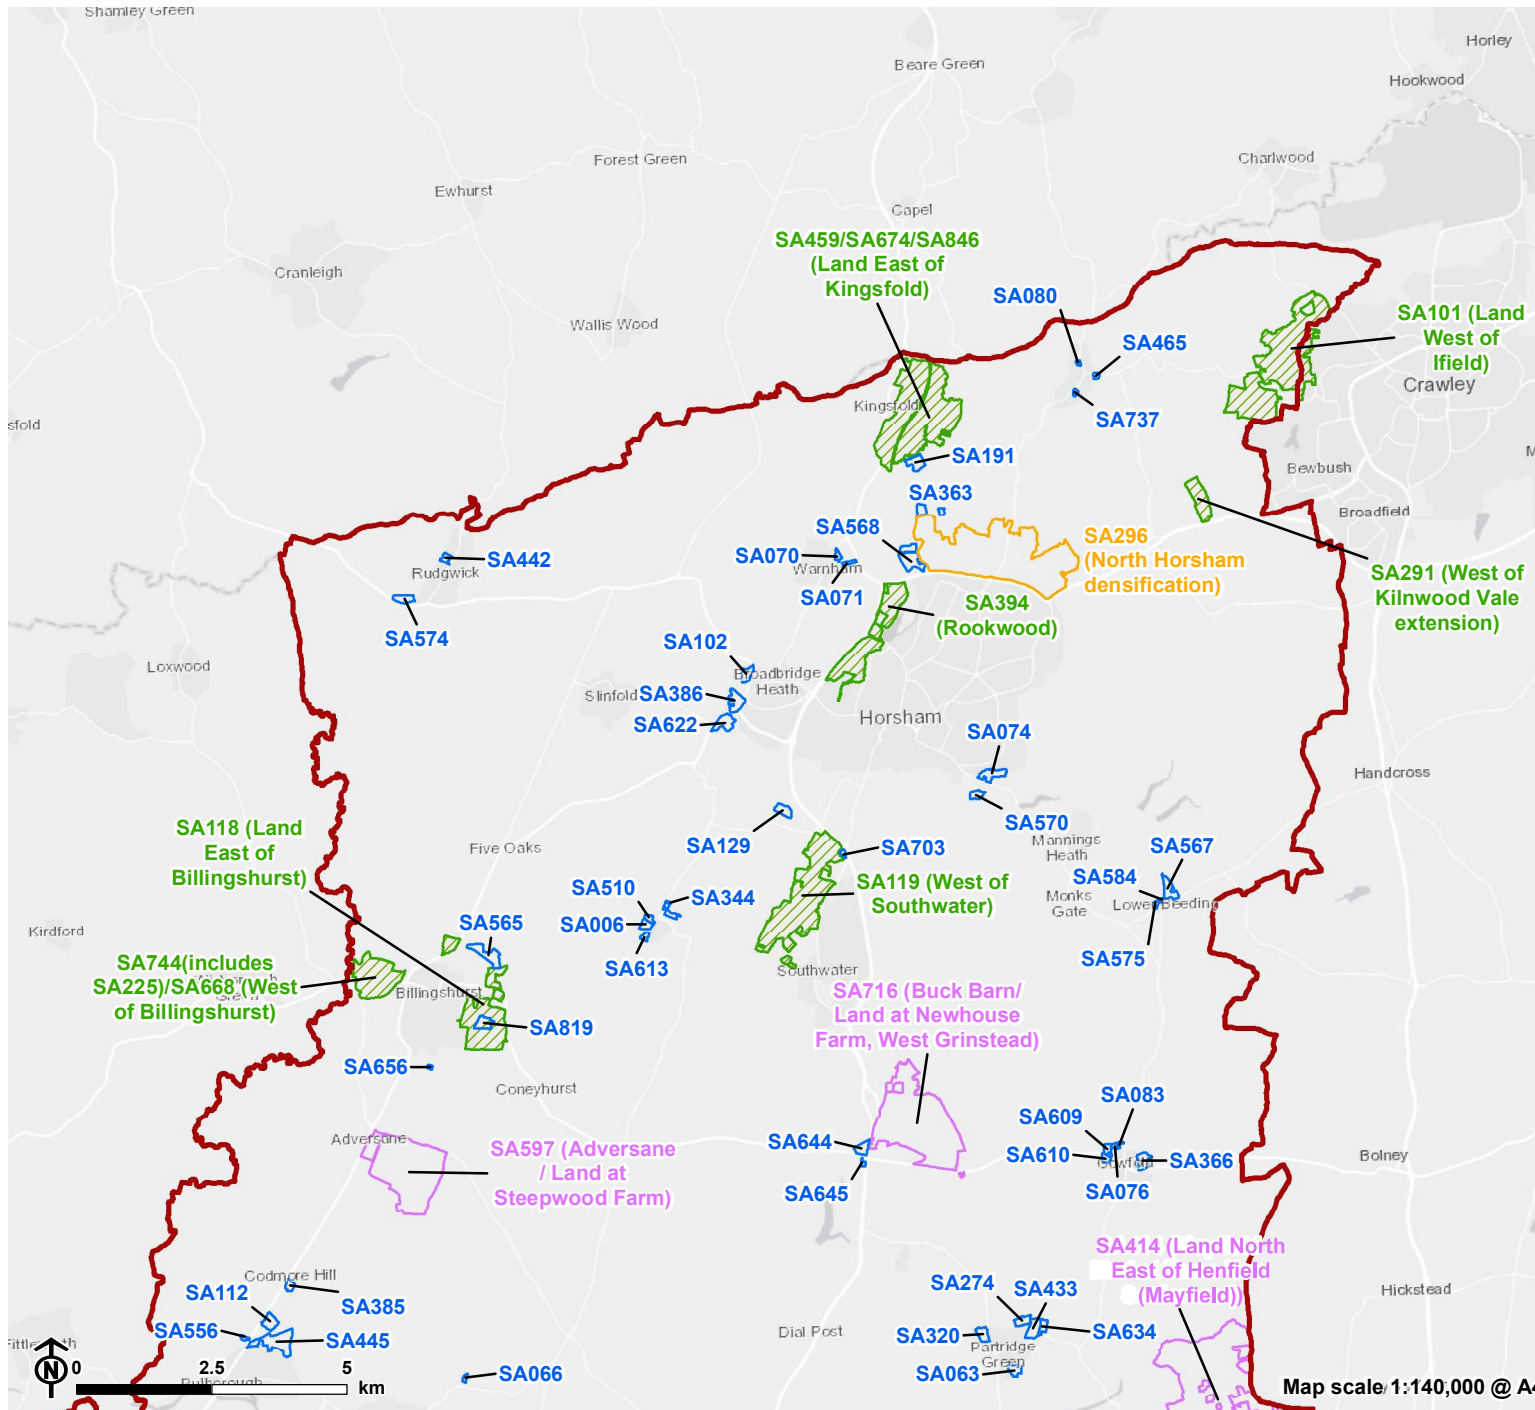 Shamley Green
Horley
Beare Green
Hookwood
Forest Green
Charlwood
Ewhurst
Capel
SA459/SA674/SA846
(Land East of
Kingsfold)
Cranleigh
SA080
Wallis Wood
SA465
SA101 (Land
West of
Ifield)
Crawley
Kingsfold
SA737
sfold
SA191
Bewbush
SA363
Broadfield
SA568
SA296
(North Horsham
densification)
SA070
Warnham
SA442
Rudgwick
SA071
SA291 (West of
Kilnwood Vale
extension)
SA394
(Rookwood)
SA574
SA102
Loxwood
Broadbridge
Heath
Slinfold
SA386
SA622
Horsham
SA074
Handcross
SA118 (Land
East of
Billingshurst)
SA570
SA129
Mannings
Heath
Five Oaks
SA703
SA567
SA119 (West of
Southwater)
SA584
SA510
SA344
Monks
Gate
Lower Beeding
SA006
Kirdford
SA565
SA613
SA575
SA744(includes
SA225)/SA668 (West
of Billingshurst)
Southwater
Billingshurst
SA716 (Buck Barn/
Land at Newhouse
Farm, West Grinstead)
SA819
SA656
Coneyhurst
SA083
SA609
Adversane
SA597 (Adversane
/ Land at
Steepwood Farm)
SA644
SA610
SA366
Bolney
SA645
SA076
SA414 (Land North
East of Henfield
(Mayfield))
Codmore Hill
SA274
SA433
Hickstead
SA112
SA385
SA556
SA445
Dial Post
SA320
SA634
Partridge
Green
N
0
2.5
5
km
SA066
SA063
Map scale 1:140,000 @ A4